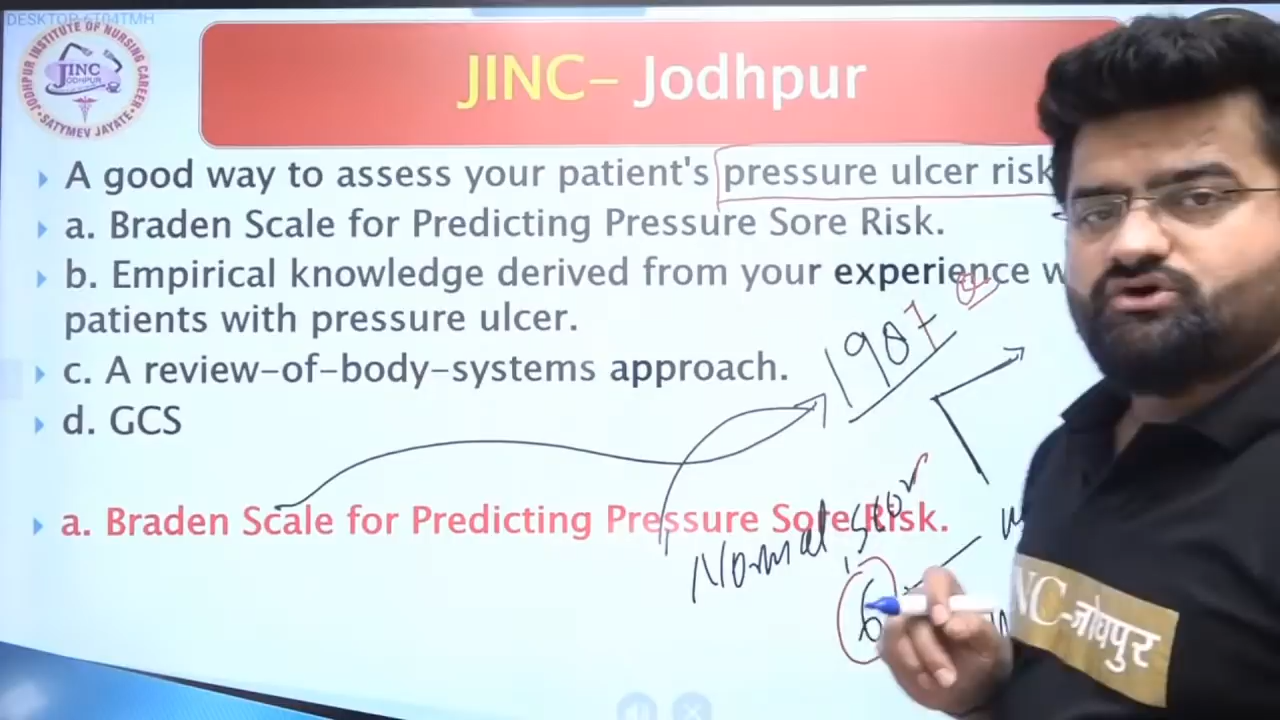 DESKTOP-6T04TMH
JODHPUR INSTITUTE OF NURSING CAREER
JINC
JODHPUR
SATYMEV JAYATE
JINC- Jodhpur
A good way to assess your patient's pressure ulcer risk
a. Braden Scale for Predicting Pressure Sore Risk.
b. Empirical knowledge derived from your experience w
patients with pressure ulcer.
1987
c. A review-of-body-systems approach.
d. GCS
a. Braden Scale for Predicting Pressure Sore Risk.
Normal scor
6
NC-जोधपुर